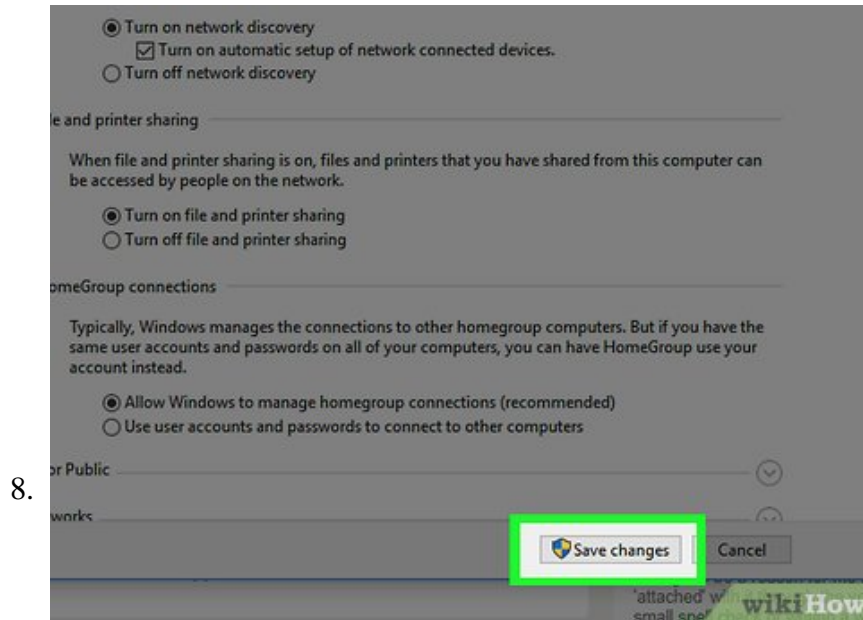 Turn on network discovery
Turn on automatic setup of network connected devices.
Turn off network discovery
le and printer sharing
When file and printer sharing is on, files and printers that you have shared from this computer can
be accessed by people on the network.
Turn on file and printer sharing
Turn off file and printer sharing
omeGroup connections
Typically, Windows manages the connections to other homegroup computers. But if you have the
same user accounts and passwords on all of your computers, you can have HomeGroup use your
account instead.
Allow Windows to manage homegroup connections (recommended)
Use user accounts and passwords to connect to other computers
or Public
8.
works
Save changes Cancel
'attached' w
wikiHow
small spe